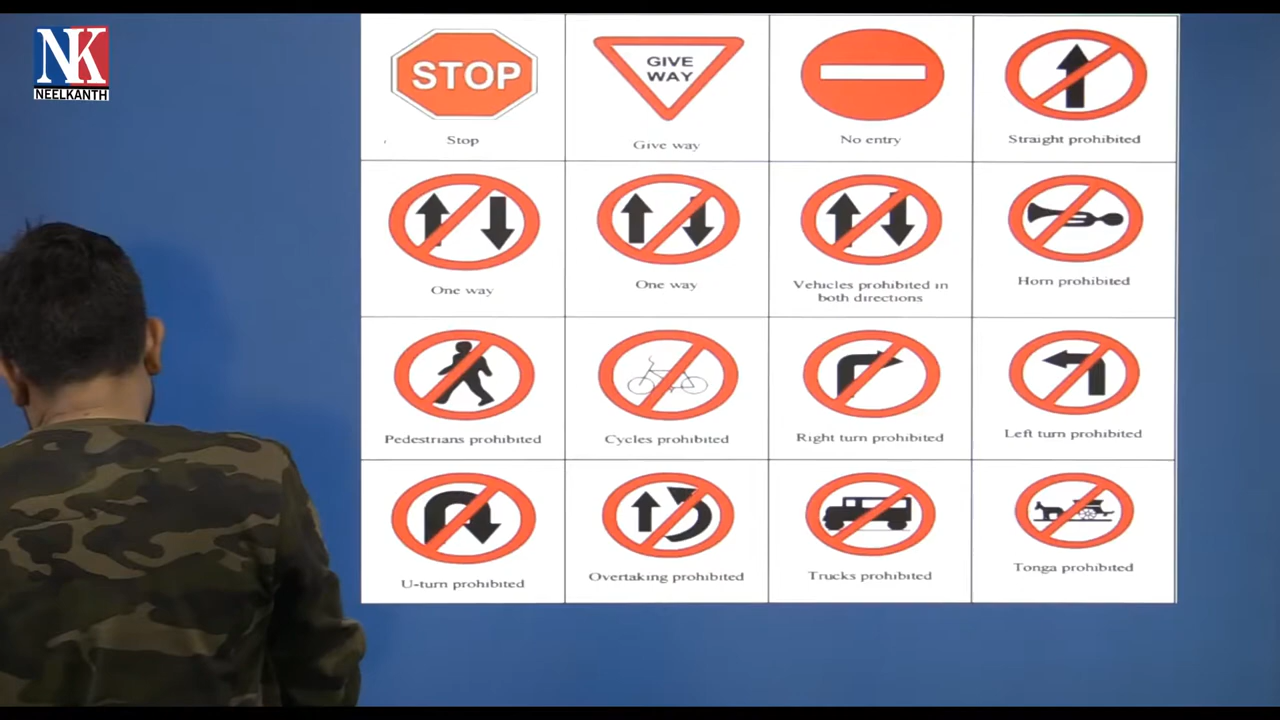 NK
NEELKANTH
STOP
GIVE
WAY
Stop
Give way
No entry
Straight prohibited
One way
One way
Vehicles prohibited in
both directions
Horn prohibited
Pedestrians prohibited
Cycles prohibited
Right turn prohibited
Left turn prohibited
U-turn prohibited
Overtaking prohibited
Trucks prohibited
Tonga prohibited